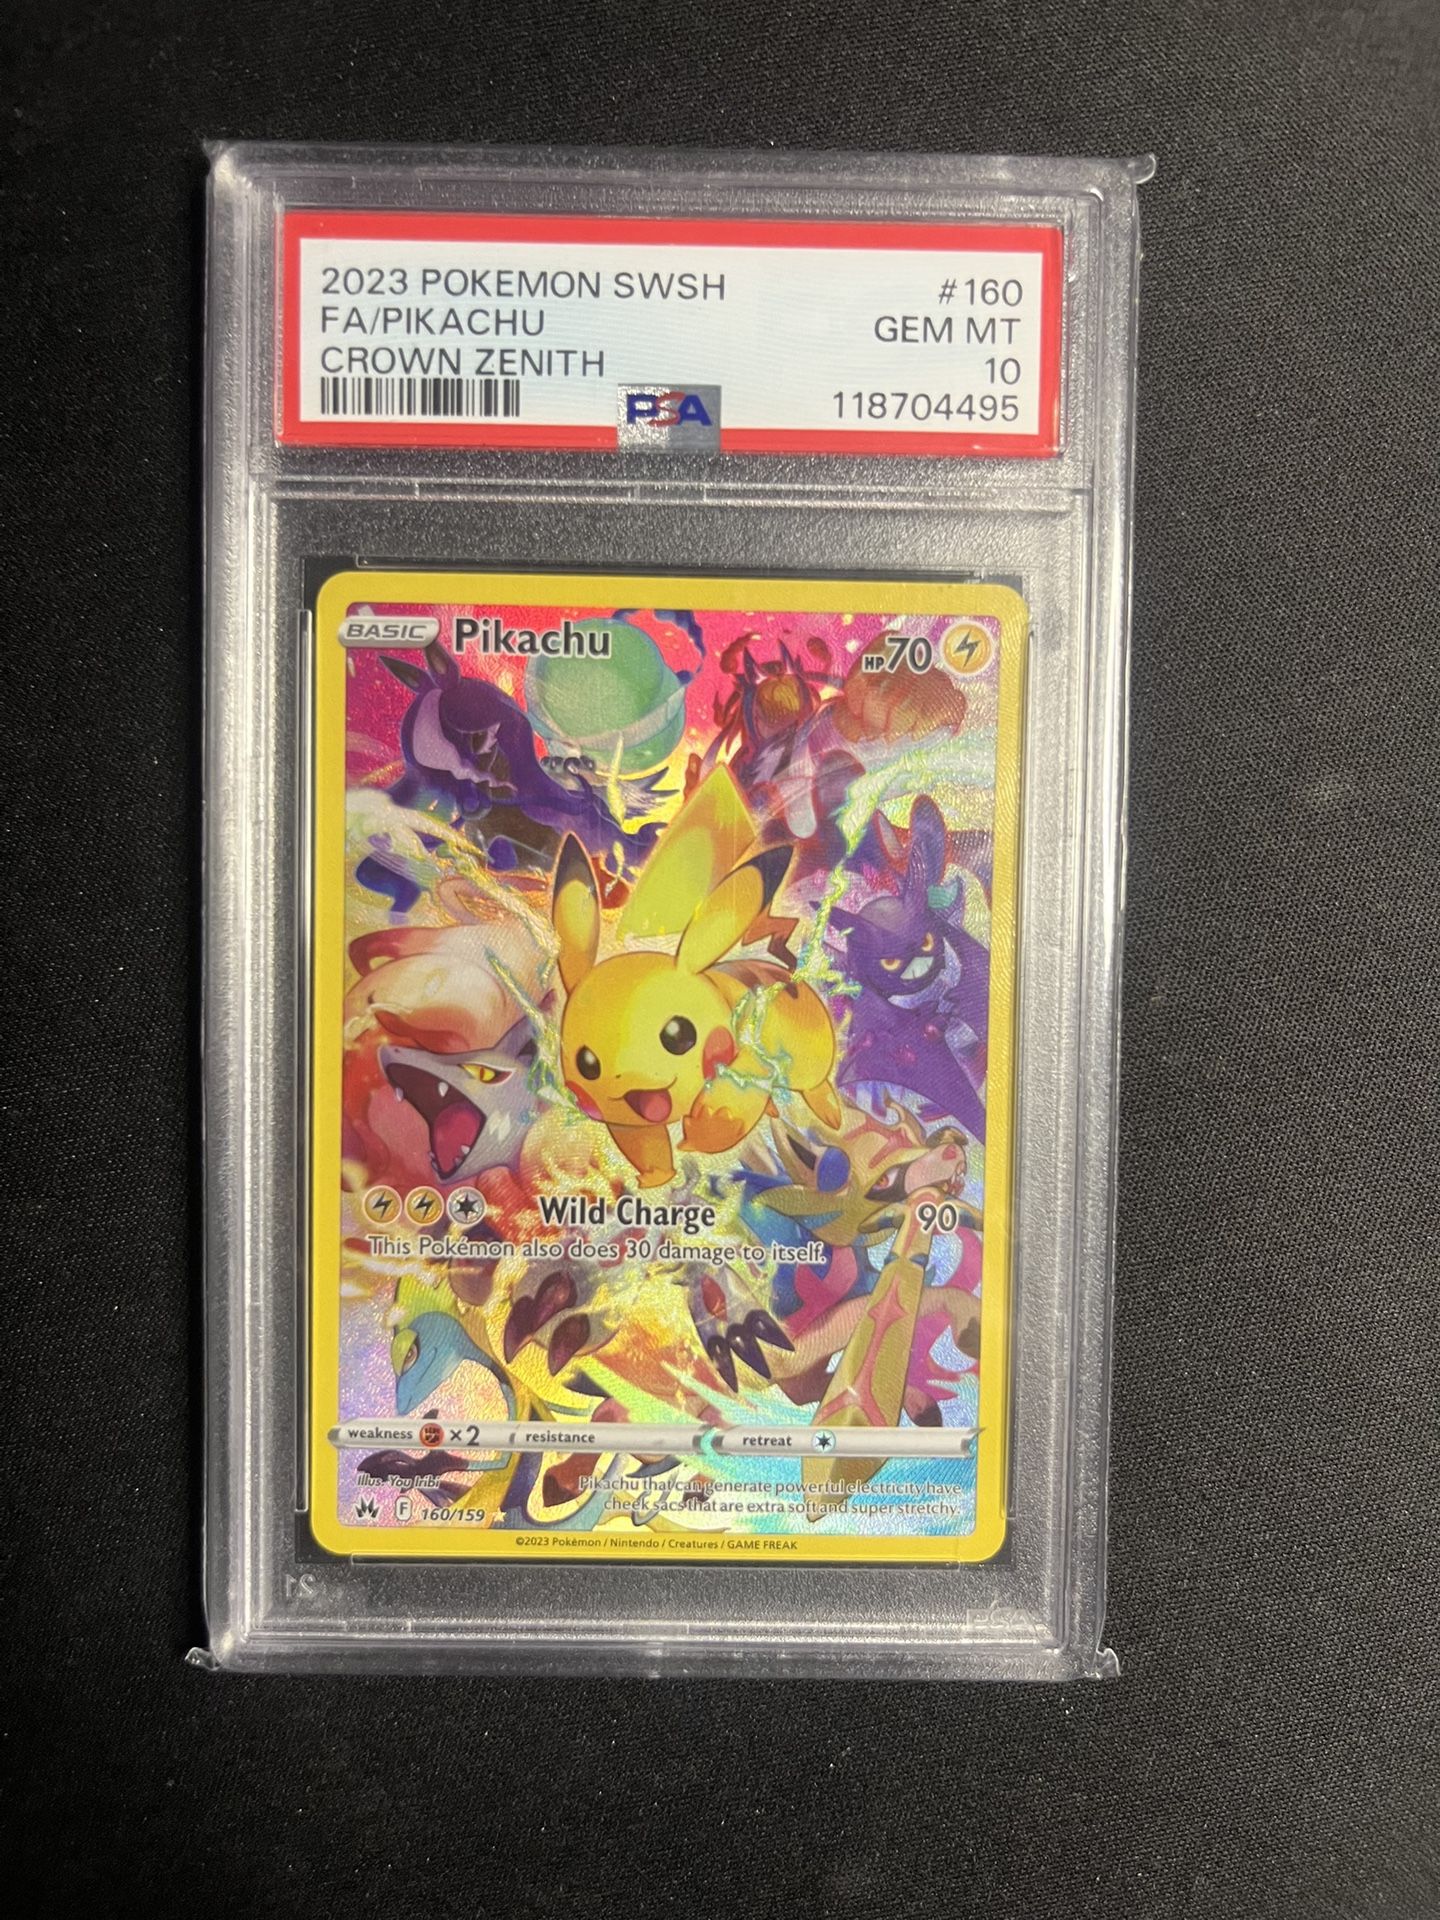 2023 POKEMON SWSH #160
FA/PIKACHU GEM MT
CROWN ZENITH 10
PSA 118704495
BASIC Pikachu HP 70
Wild Charge 90
This Pokémon also does 30 damage to itself.
weakness ×2 resistance retreat
Illus. You Iribi
Pikachu that can generate powerful electricity have
cheek sacs that are extra soft and super stretchy.
F 160/159
©2023 Pokémon / Nintendo / Creatures / GAME FREAK